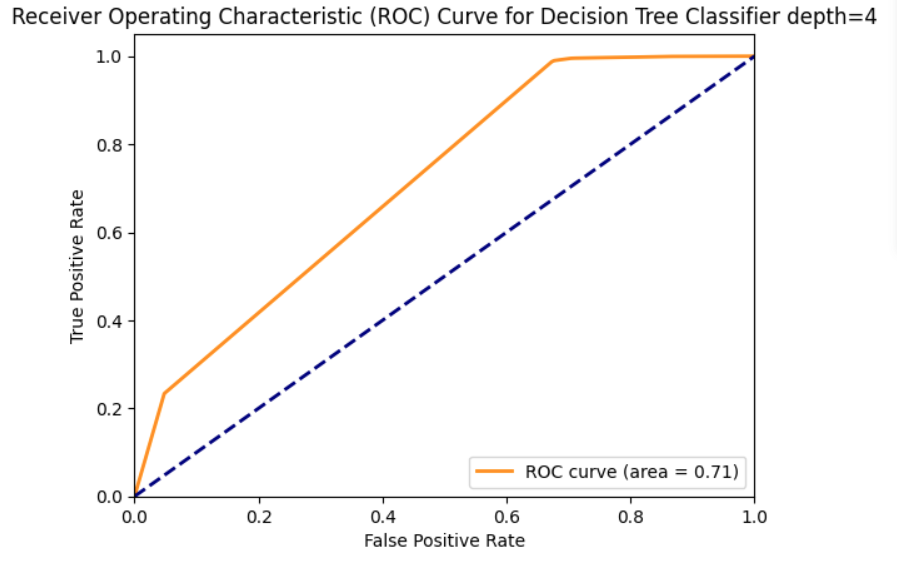 Receiver Operating Characteristic (ROC) Curve for Decision Tree Classifier depth=4
1.0
0.8
0.6
0.4
0.2
0.0
True Positive Rate
ROC curve (area = 0.71)
0.0 0.2 0.4 0.6 0.8 1.0
False Positive Rate